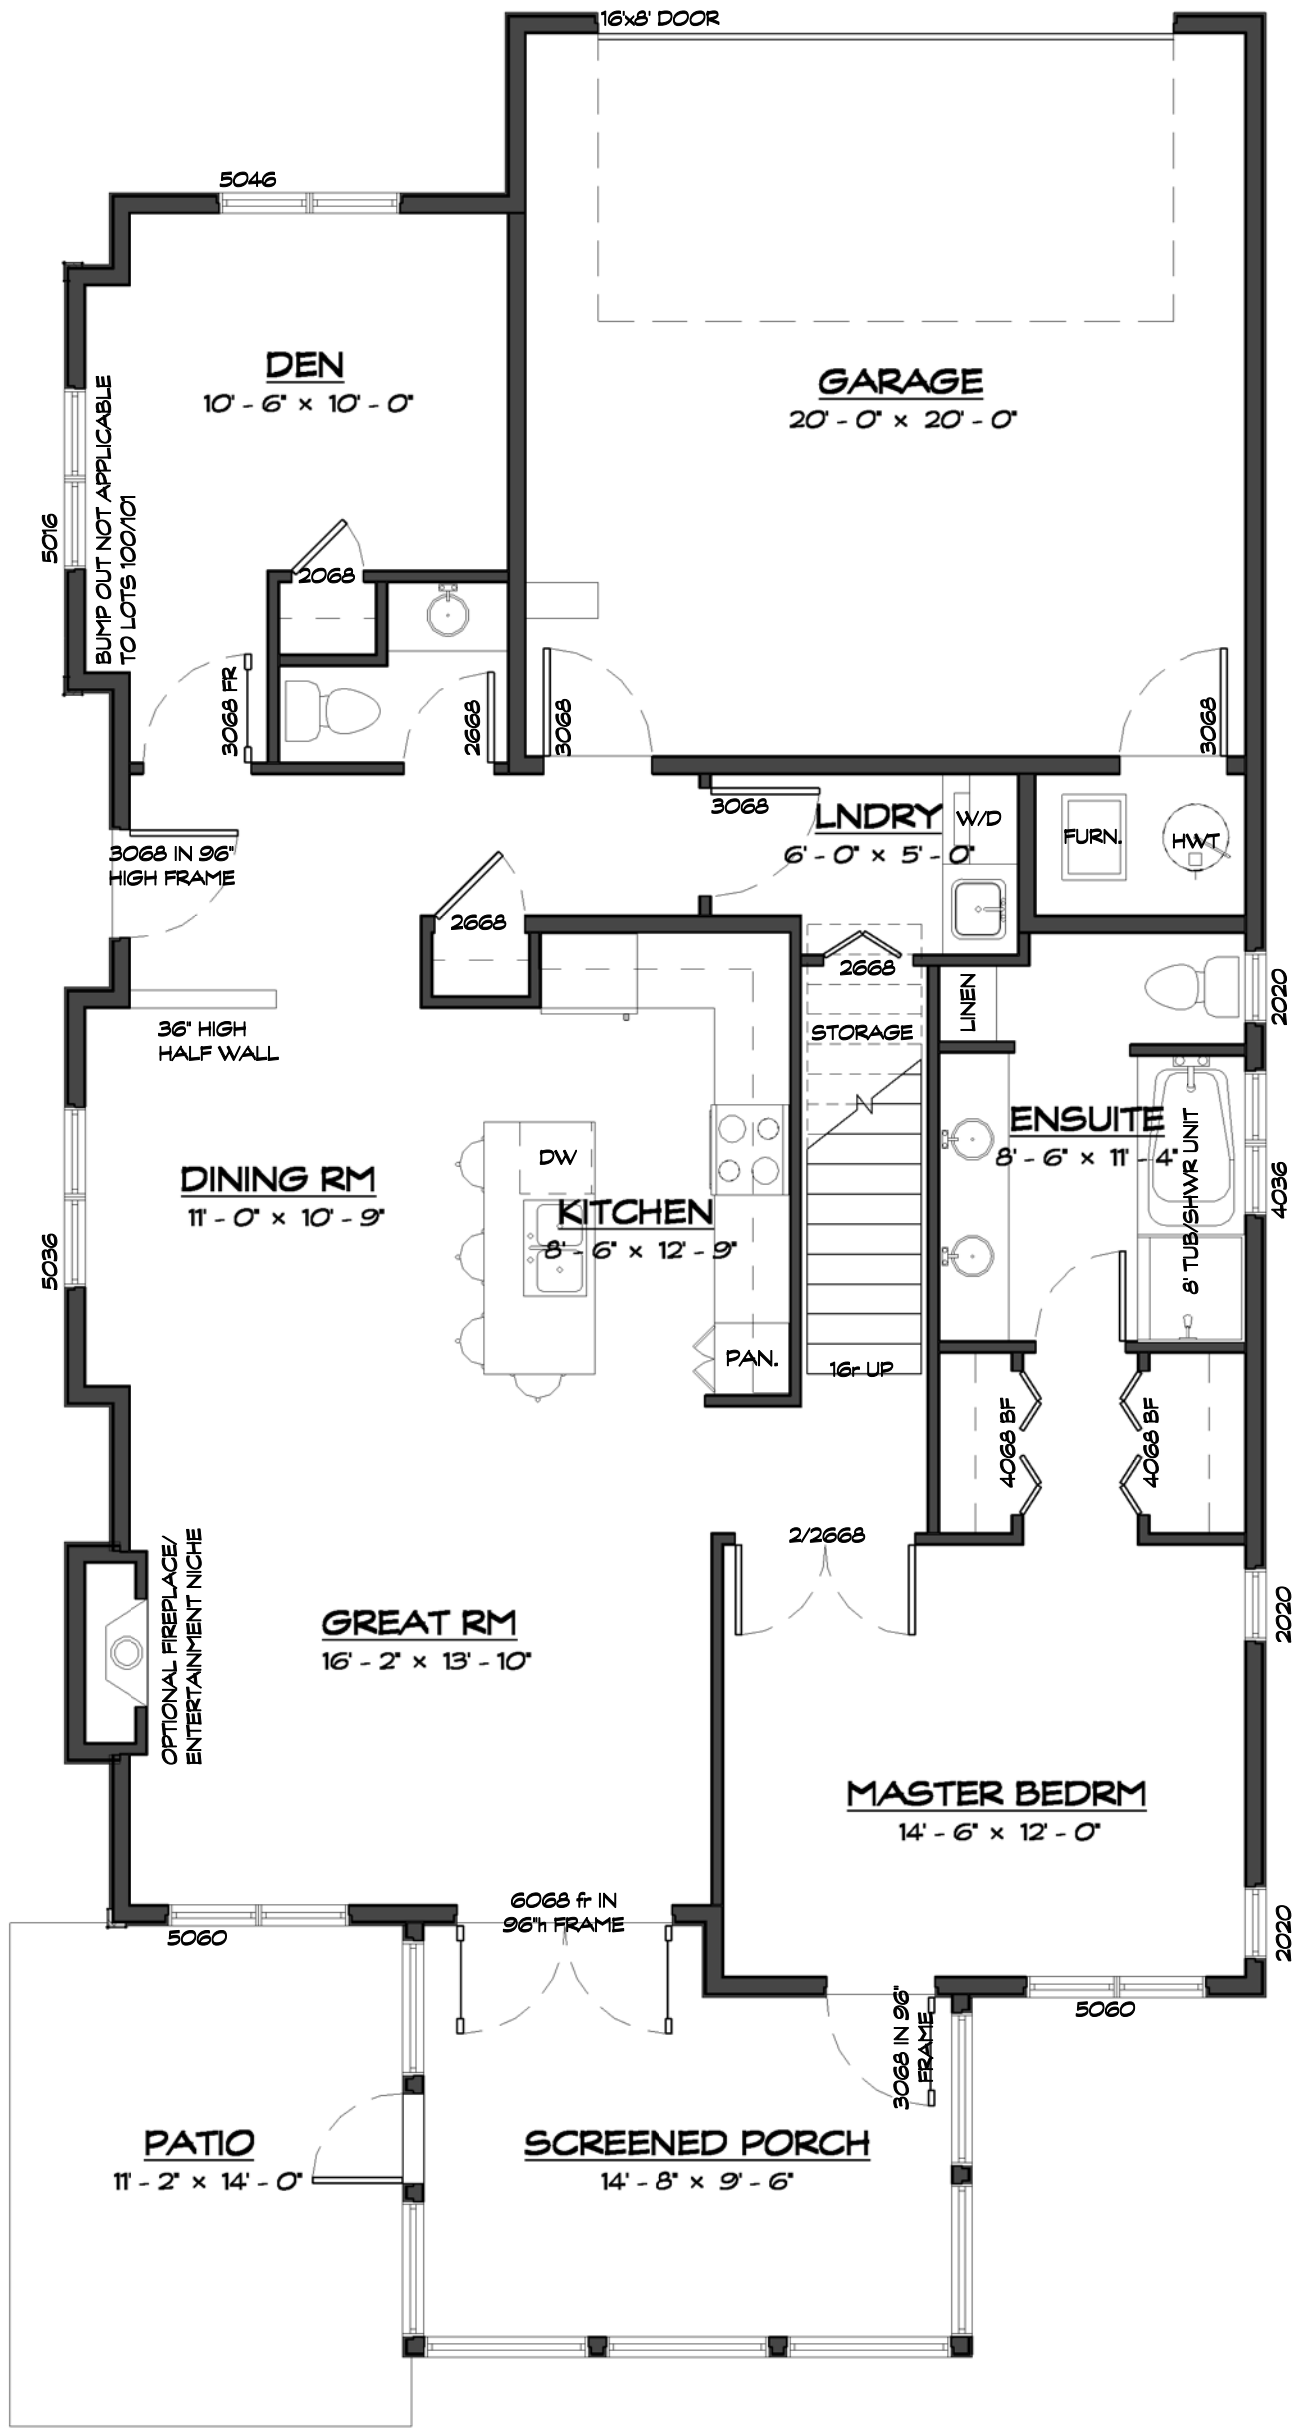 16'x8' DOOR
5046
DEN
10' - 6" x 10' - 0"
GARAGE
20' - 0" x 20' - 0"
5016
BUMP OUT NOT APPLICABLE
TO LOTS 100/101
2068
3068 FR
2668
3068
3068
3068
LNDRY
6' - 0" x 5' - 0"
W/D
FURN.
HWT
3068 IN 96"
HIGH FRAME
2668
2668
LINEN
2020
STORAGE
36" HIGH
HALF WALL
DINING RM
11' - 0" x 10' - 9"
DW
KITCHEN
8' - 6" x 12' - 9"
ENSUITE
8' - 6" x 11' - 4"
8' TUB/SHWR UNIT
4036
5036
PAN.
16r UP
4068 BF
4068 BF
2/2668
OPTIONAL FIREPLACE/
ENTERTAINMENT NICHE
GREAT RM
16' - 2" x 13' - 10"
2020
MASTER BEDRM
14' - 6" x 12' - 0"
6068 fr IN
96"h FRAME
5060
2020
3068 IN 96"
FRAME
5060
PATIO
11' - 2" x 14' - 0"
SCREENED PORCH
14' - 8" x 9' - 6"